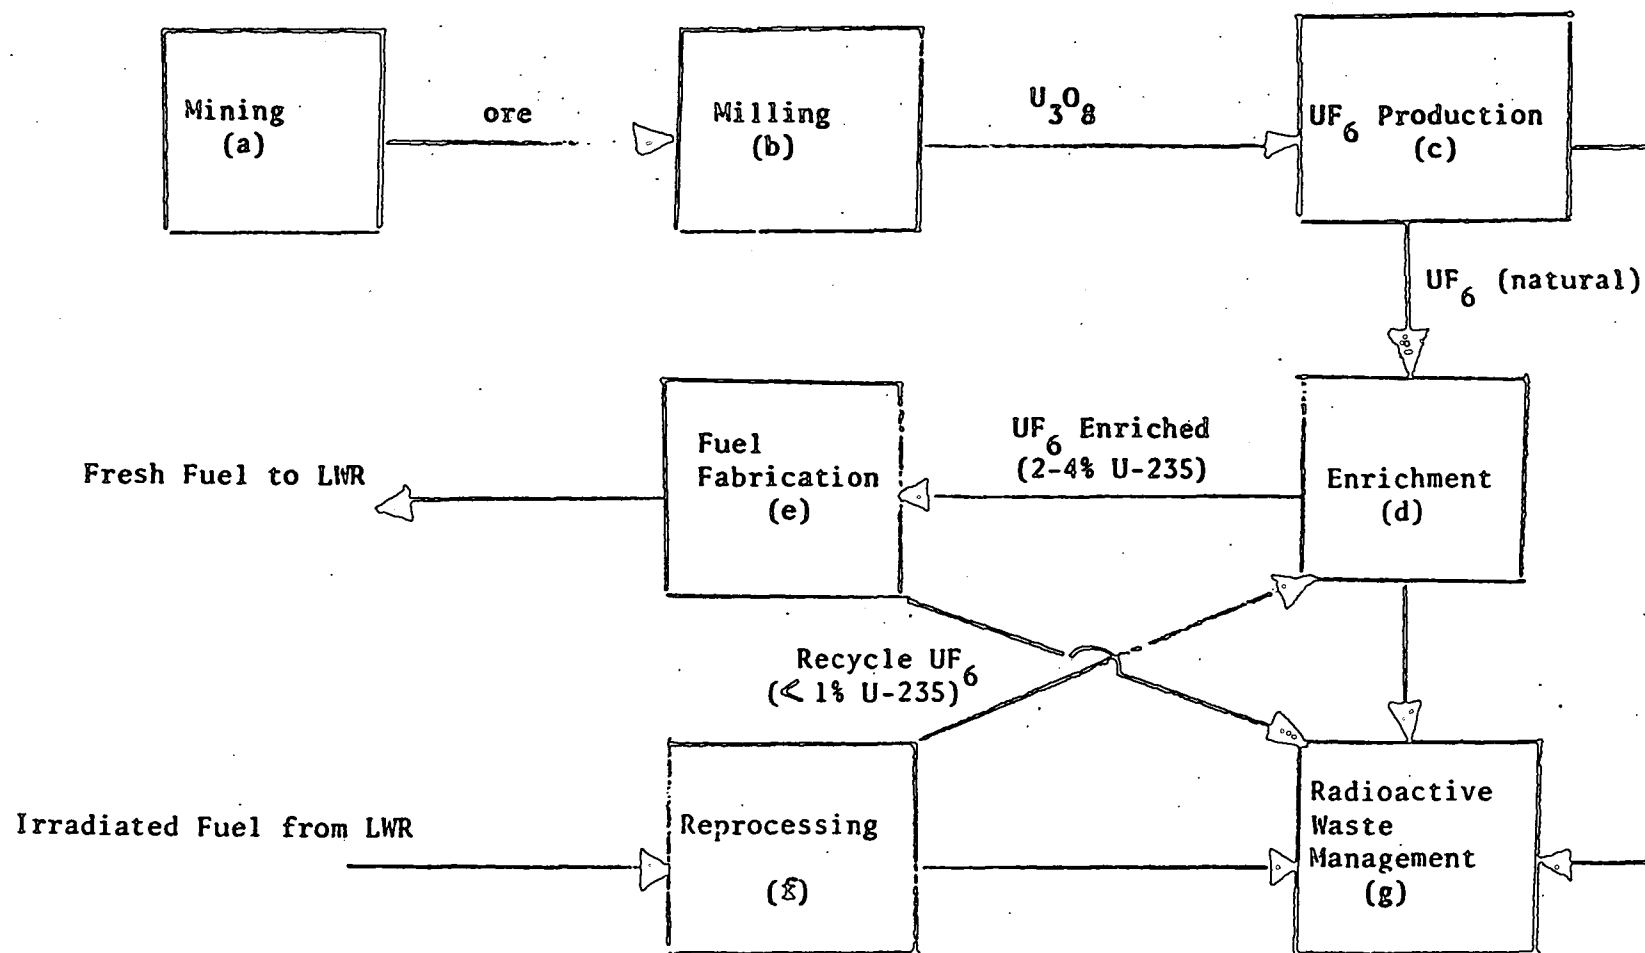 Mining
(a)
ore
Milling
(b)
U3O8
UF6 Production
(c)
UF6 (natural)
Fresh Fuel to LWR
Fuel
Fabrication
(e)
UF6 Enriched
(2-4% U-235)
Enrichment
(d)
Recycle UF6
(< 1% U-235)
Irradiated Fuel from LWR
Reprocessing
Radioactive
Waste
Management
(g)